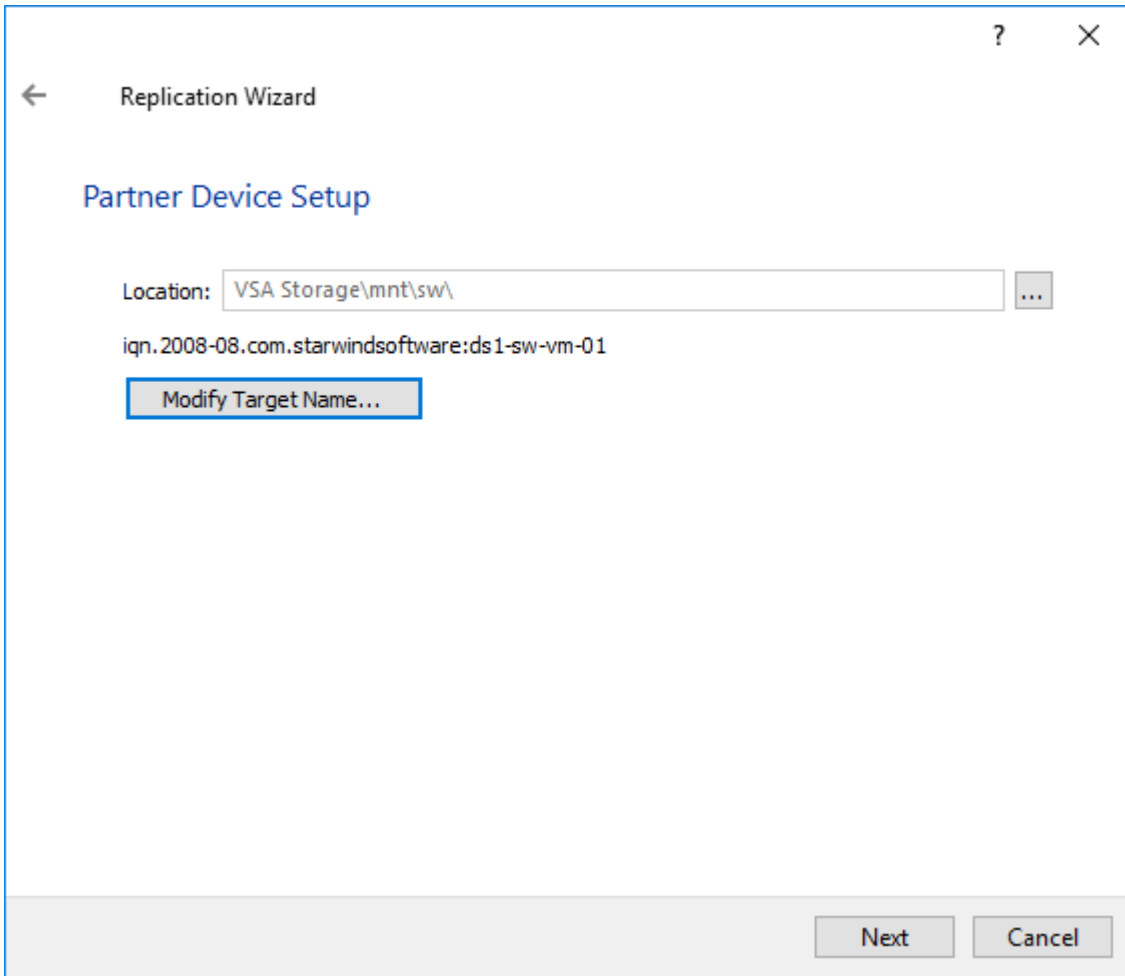 ?
Replication Wizard
Partner Device Setup
Location: VSA Storage\mnt\sw\ ...
iqn.2008-08.com.starwindsoftware:ds1-sw-vm-01
Modify Target Name...
Next Cancel